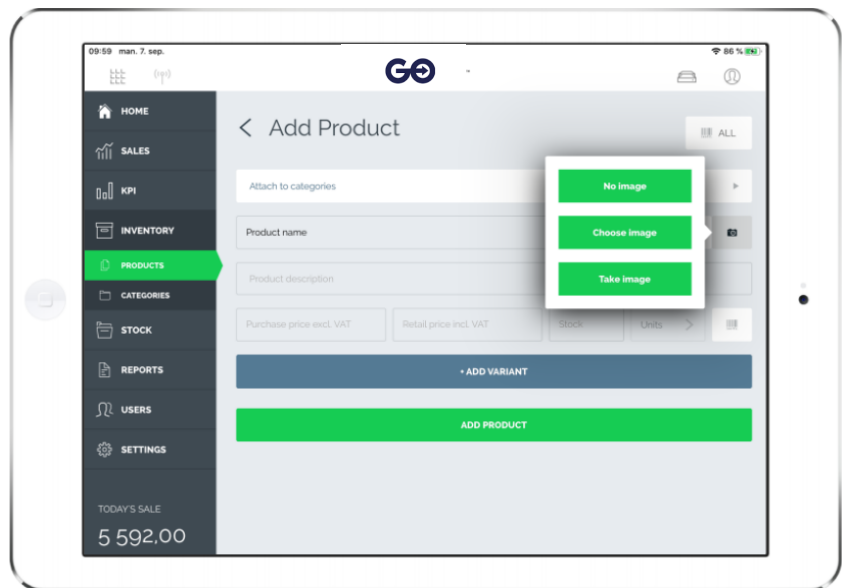 09:59 man. 7. sep.
86 %
GO
HOME
SALES
KPI
INVENTORY
PRODUCTS
CATEGORIES
STOCK
REPORTS
USERS
SETTINGS
TODAY'S SALE
5 592,00
Add Product
ALL
Attach to categories
No image
Product name
Choose image
Product description
Take image
Purchase price excl. VAT
Retail price incl. VAT
Stock
Units
+ ADD VARIANT
ADD PRODUCT